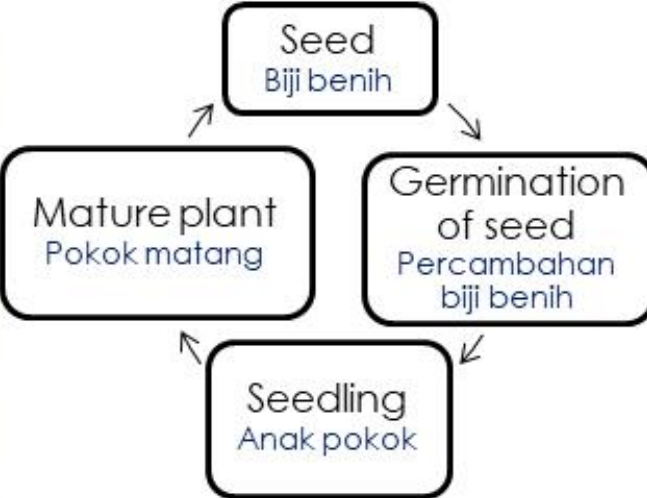 Seed
Biji benih
Germination
of seed
Percambahan
biji benih
Seedling
Anak pokok
Mature plant
Pokok matang